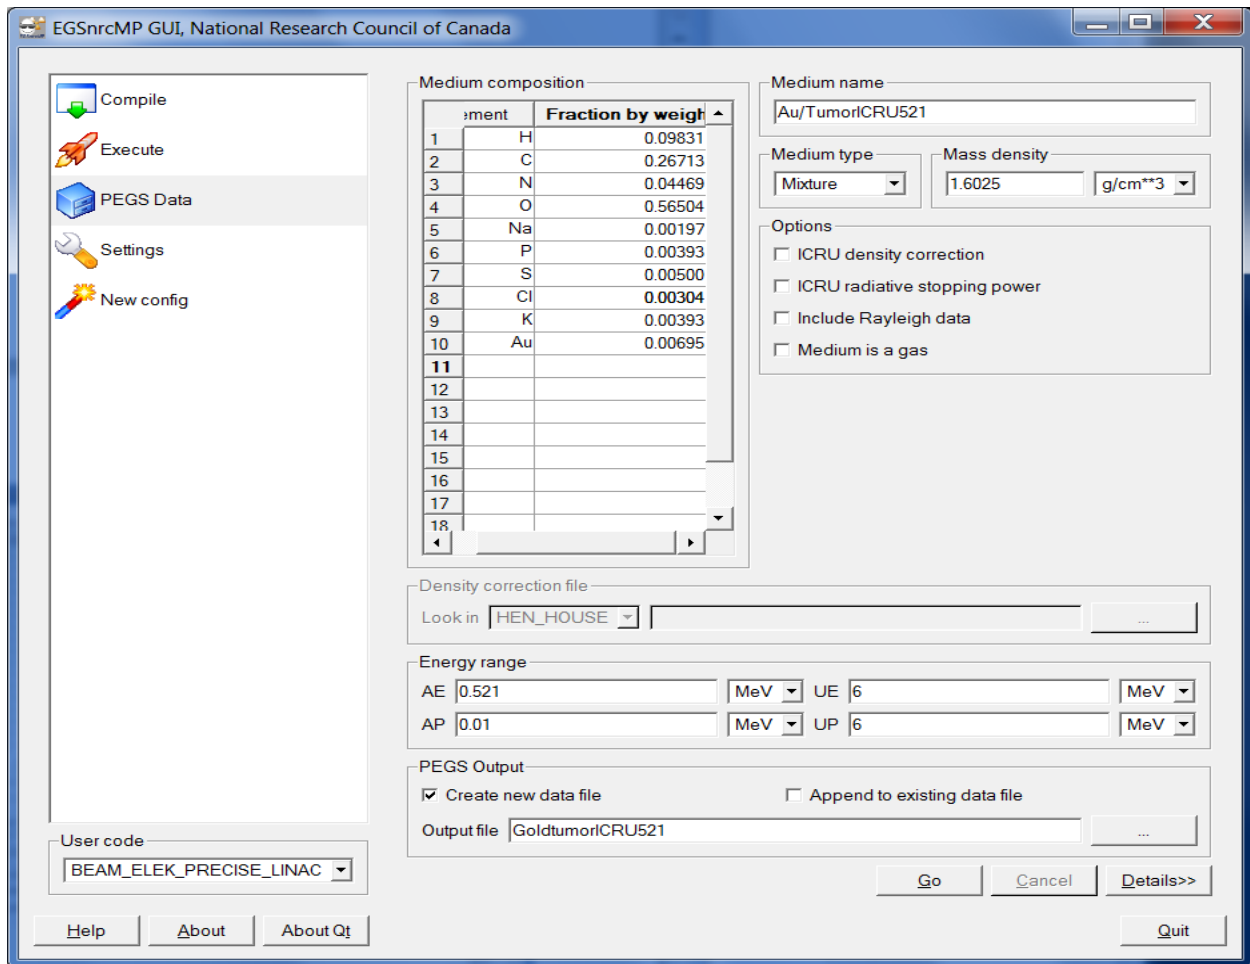 EGSnrcMP GUI, National Research Council of Canada
Compile
Execute
PEGS Data
Settings
New config
User code
BEAM_ELEK_PRECISE_LINAC
Help About About Qt
Medium composition
ement Fraction by weigh
1 H 0.09831
2 C 0.26713
3 N 0.04469
4 O 0.56504
5 Na 0.00197
6 P 0.00393
7 S 0.00500
8 Cl 0.00304
9 K 0.00393
10 Au 0.00695
11
12
13
14
15
16
17
18
Medium name
Au/TumorICRU521
Medium type Mass density
Mixture 1.6025 g/cm**3
Options
ICRU density correction
ICRU radiative stopping power
Include Rayleigh data
Medium is a gas
Density correction file
Look in HEN_HOUSE ...
Energy range
AE 0.521 MeV UE 6 MeV
AP 0.01 MeV UP 6 MeV
PEGS Output
Create new data file Append to existing data file
Output file GoldtumorICRU521 ...
Go Cancel Details>>
Quit